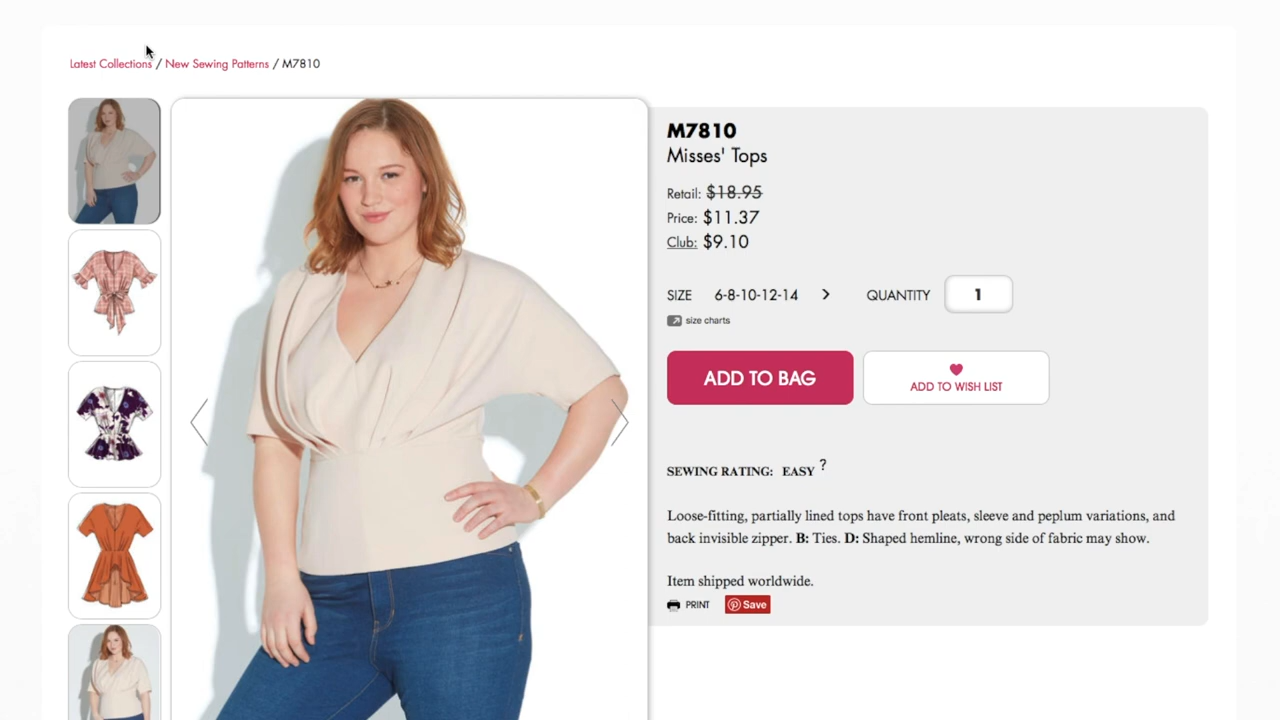 Latest Collections / New Sewing Patterns / M7810
M7810
Misses' Tops
Retail: $18.95
Price: $11.37
Club: $9.10
SIZE 6-8-10-12-14 > QUANTITY 1
size charts
ADD TO BAG
ADD TO WISH LIST
SEWING RATING: EASY ?
Loose-fitting, partially lined tops have front pleats, sleeve and peplum variations, and
back invisible zipper. B: Ties. D: Shaped hemline, wrong side of fabric may show.
Item shipped worldwide.
PRINT Save